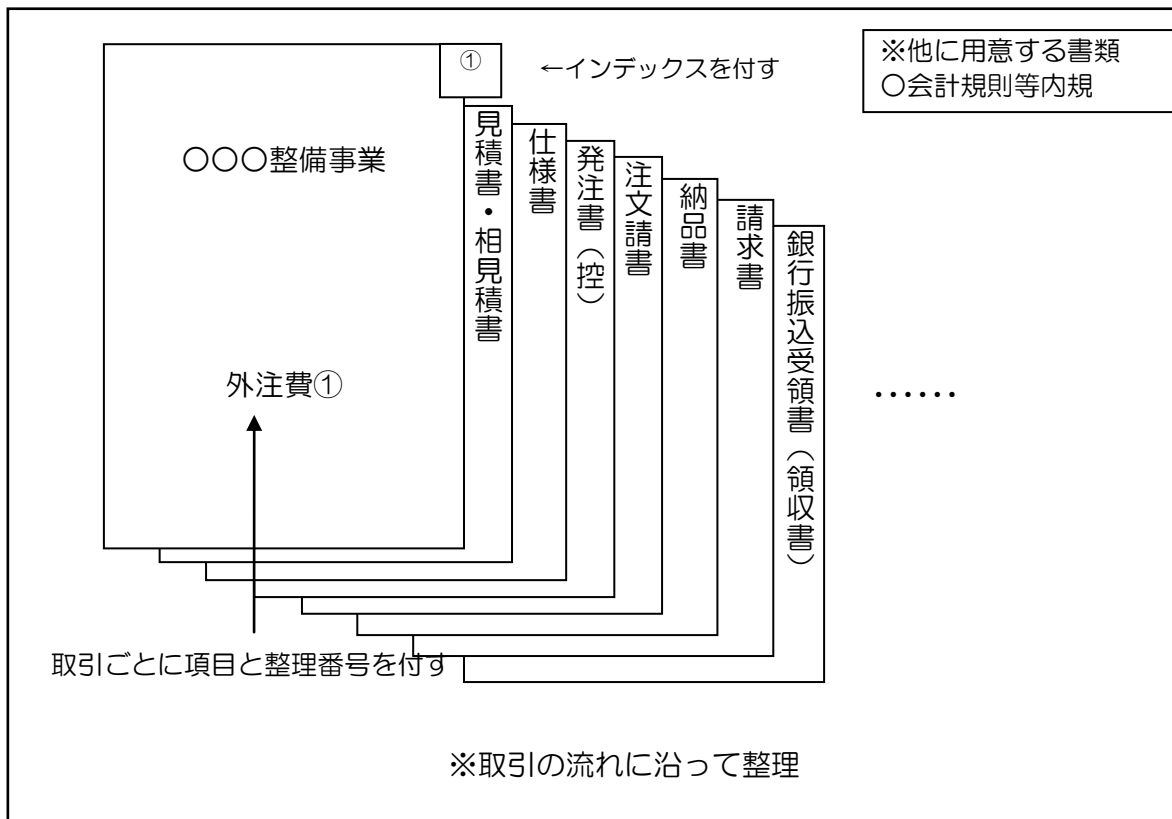 ①
←インデックスを付す
※他に用意する書類
〇会計規則等内規
〇〇〇整備事業
見積書・相見積書
仕様書
発注書（控）
注文請書
納品書
請求書
銀行振込受領書（領収書）
……
外注費①
取引ごとに項目と整理番号を付す
※取引の流れに沿って整理